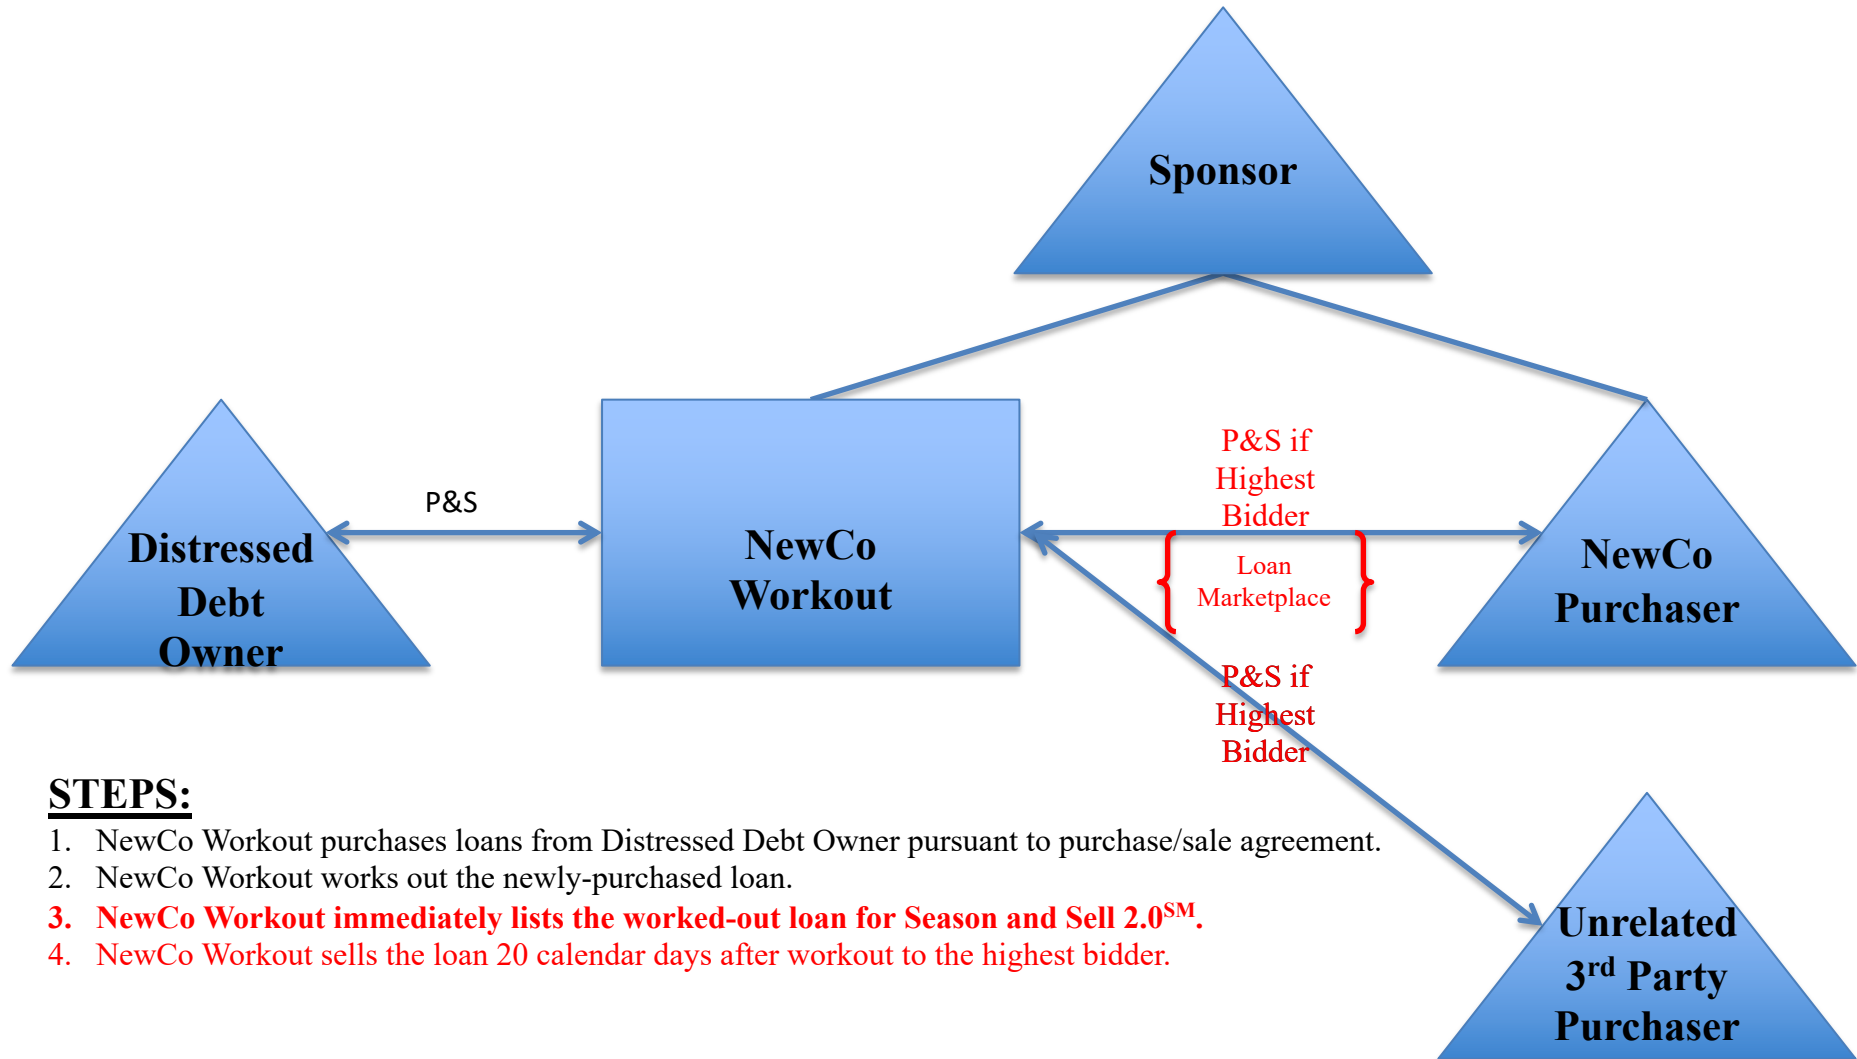 Sponsor
P&S
Distressed
Debt
Owner
NewCo
Workout
P&S if
Highest
Bidder
Loan
Marketplace
NewCo
Purchaser
P&S if
Highest
Bidder
STEPS:
1. NewCo Workout purchases loans from Distressed Debt Owner pursuant to purchase/sale agreement.
2. NewCo Workout works out the newly-purchased loan.
3. NewCo Workout immediately lists the worked-out loan for Season and Sell 2.0SM.
4. NewCo Workout sells the loan 20 calendar days after workout to the highest bidder.
Unrelated
3rd Party
Purchaser